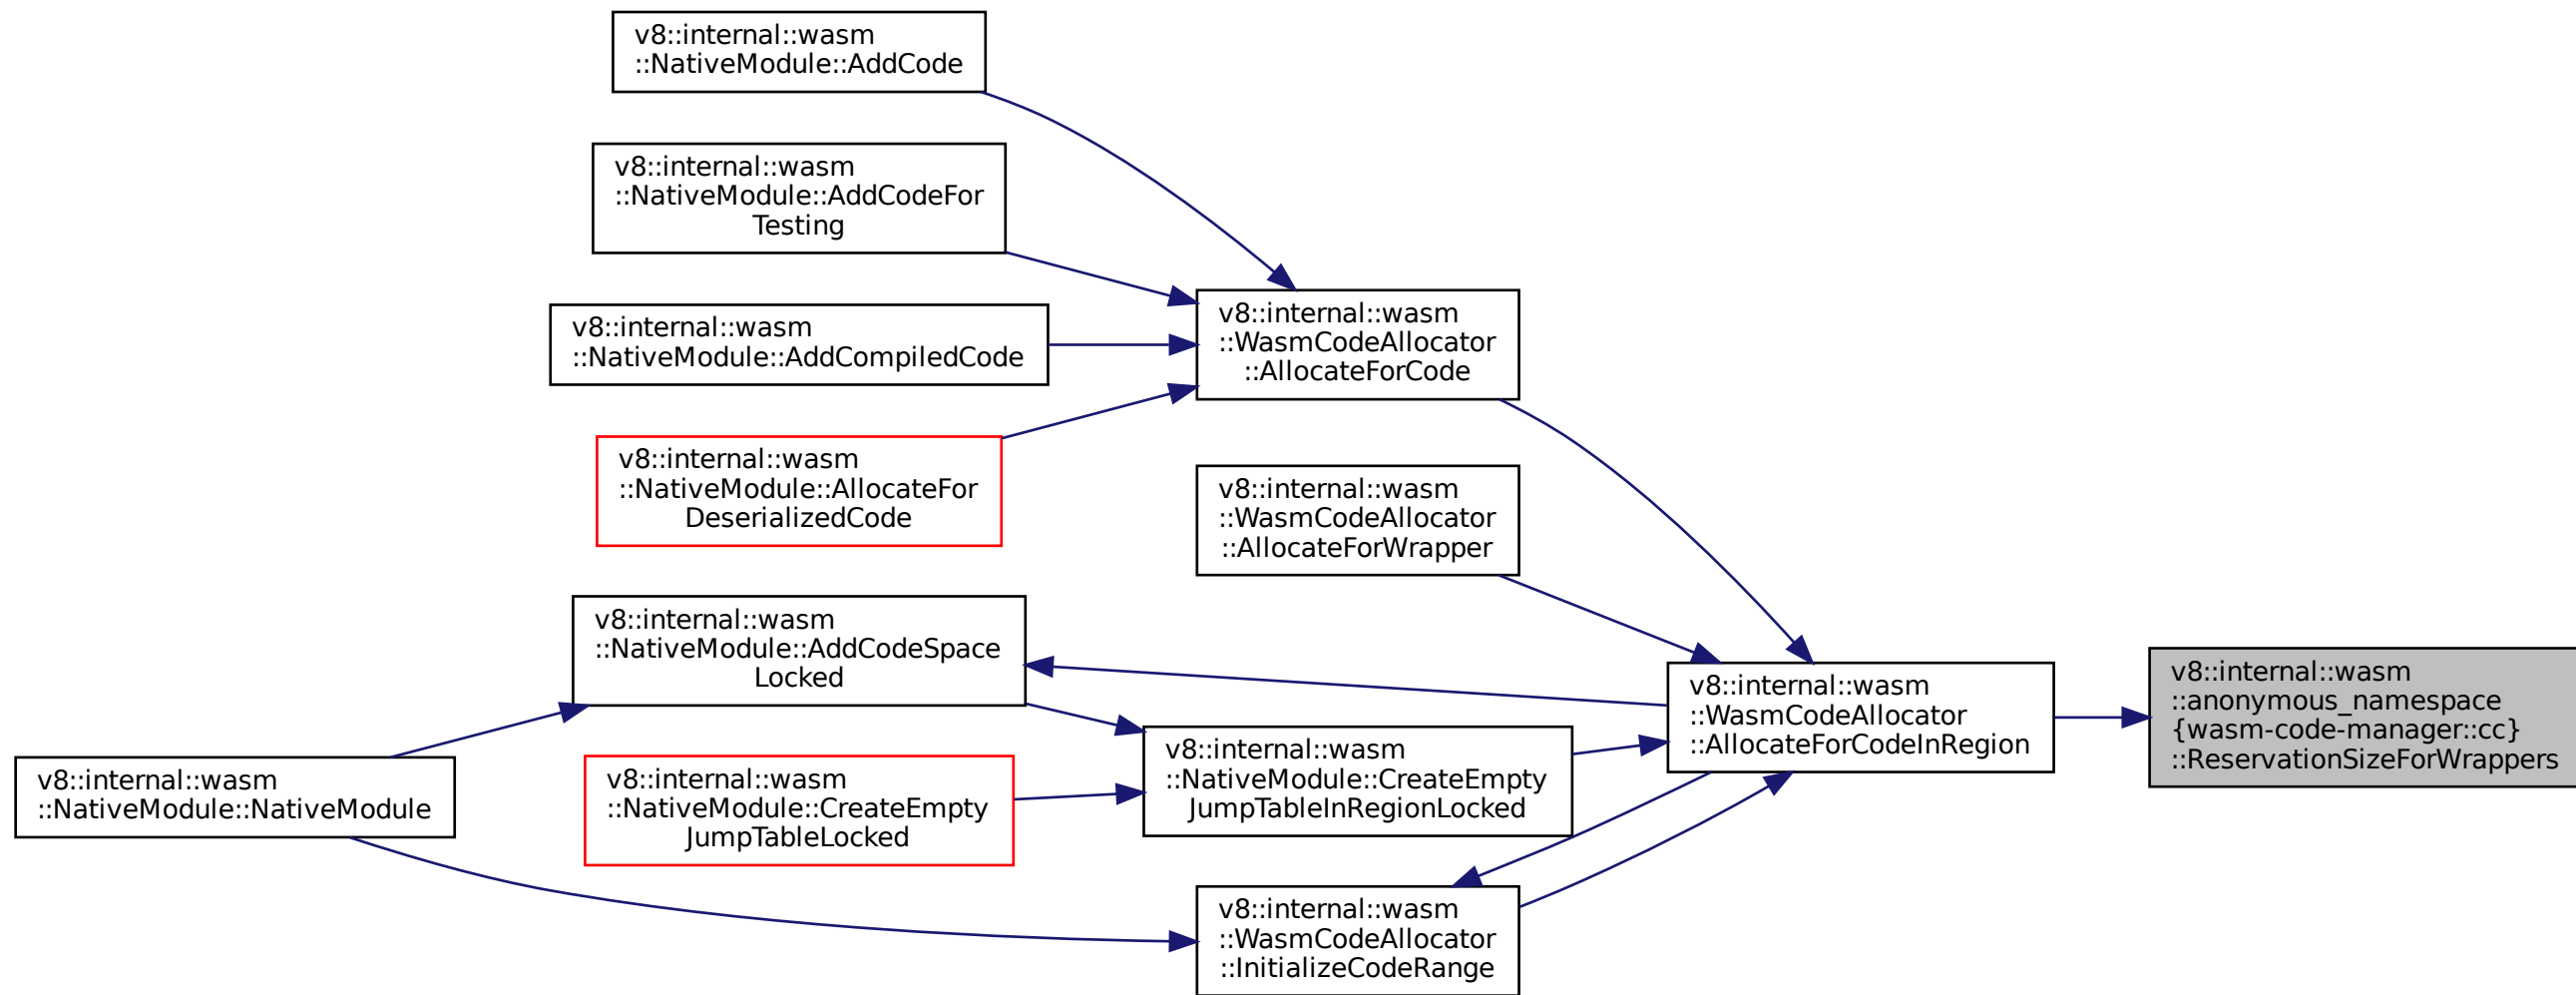 v8::internal::wasm
::NativeModule::AddCode
v8::internal::wasm
::NativeModule::AddCodeFor
Testing
v8::internal::wasm
::NativeModule::AddCompiledCode
v8::internal::wasm
::NativeModule::AllocateFor
DeserializedCode
v8::internal::wasm
::NativeModule::AddCodeSpace
Locked
v8::internal::wasm
::NativeModule::NativeModule
v8::internal::wasm
::NativeModule::CreateEmpty
JumpTableLocked
v8::internal::wasm
::WasmCodeAllocator
::AllocateForCode
v8::internal::wasm
::WasmCodeAllocator
::AllocateForWrapper
v8::internal::wasm
::NativeModule::CreateEmpty
JumpTableInRegionLocked
v8::internal::wasm
::WasmCodeAllocator
::InitializeCodeRange
v8::internal::wasm
::WasmCodeAllocator
::AllocateForCodeInRegion
v8::internal::wasm
::anonymous_namespace
{wasm-code-manager::cc}
::ReservationSizeForWrappers